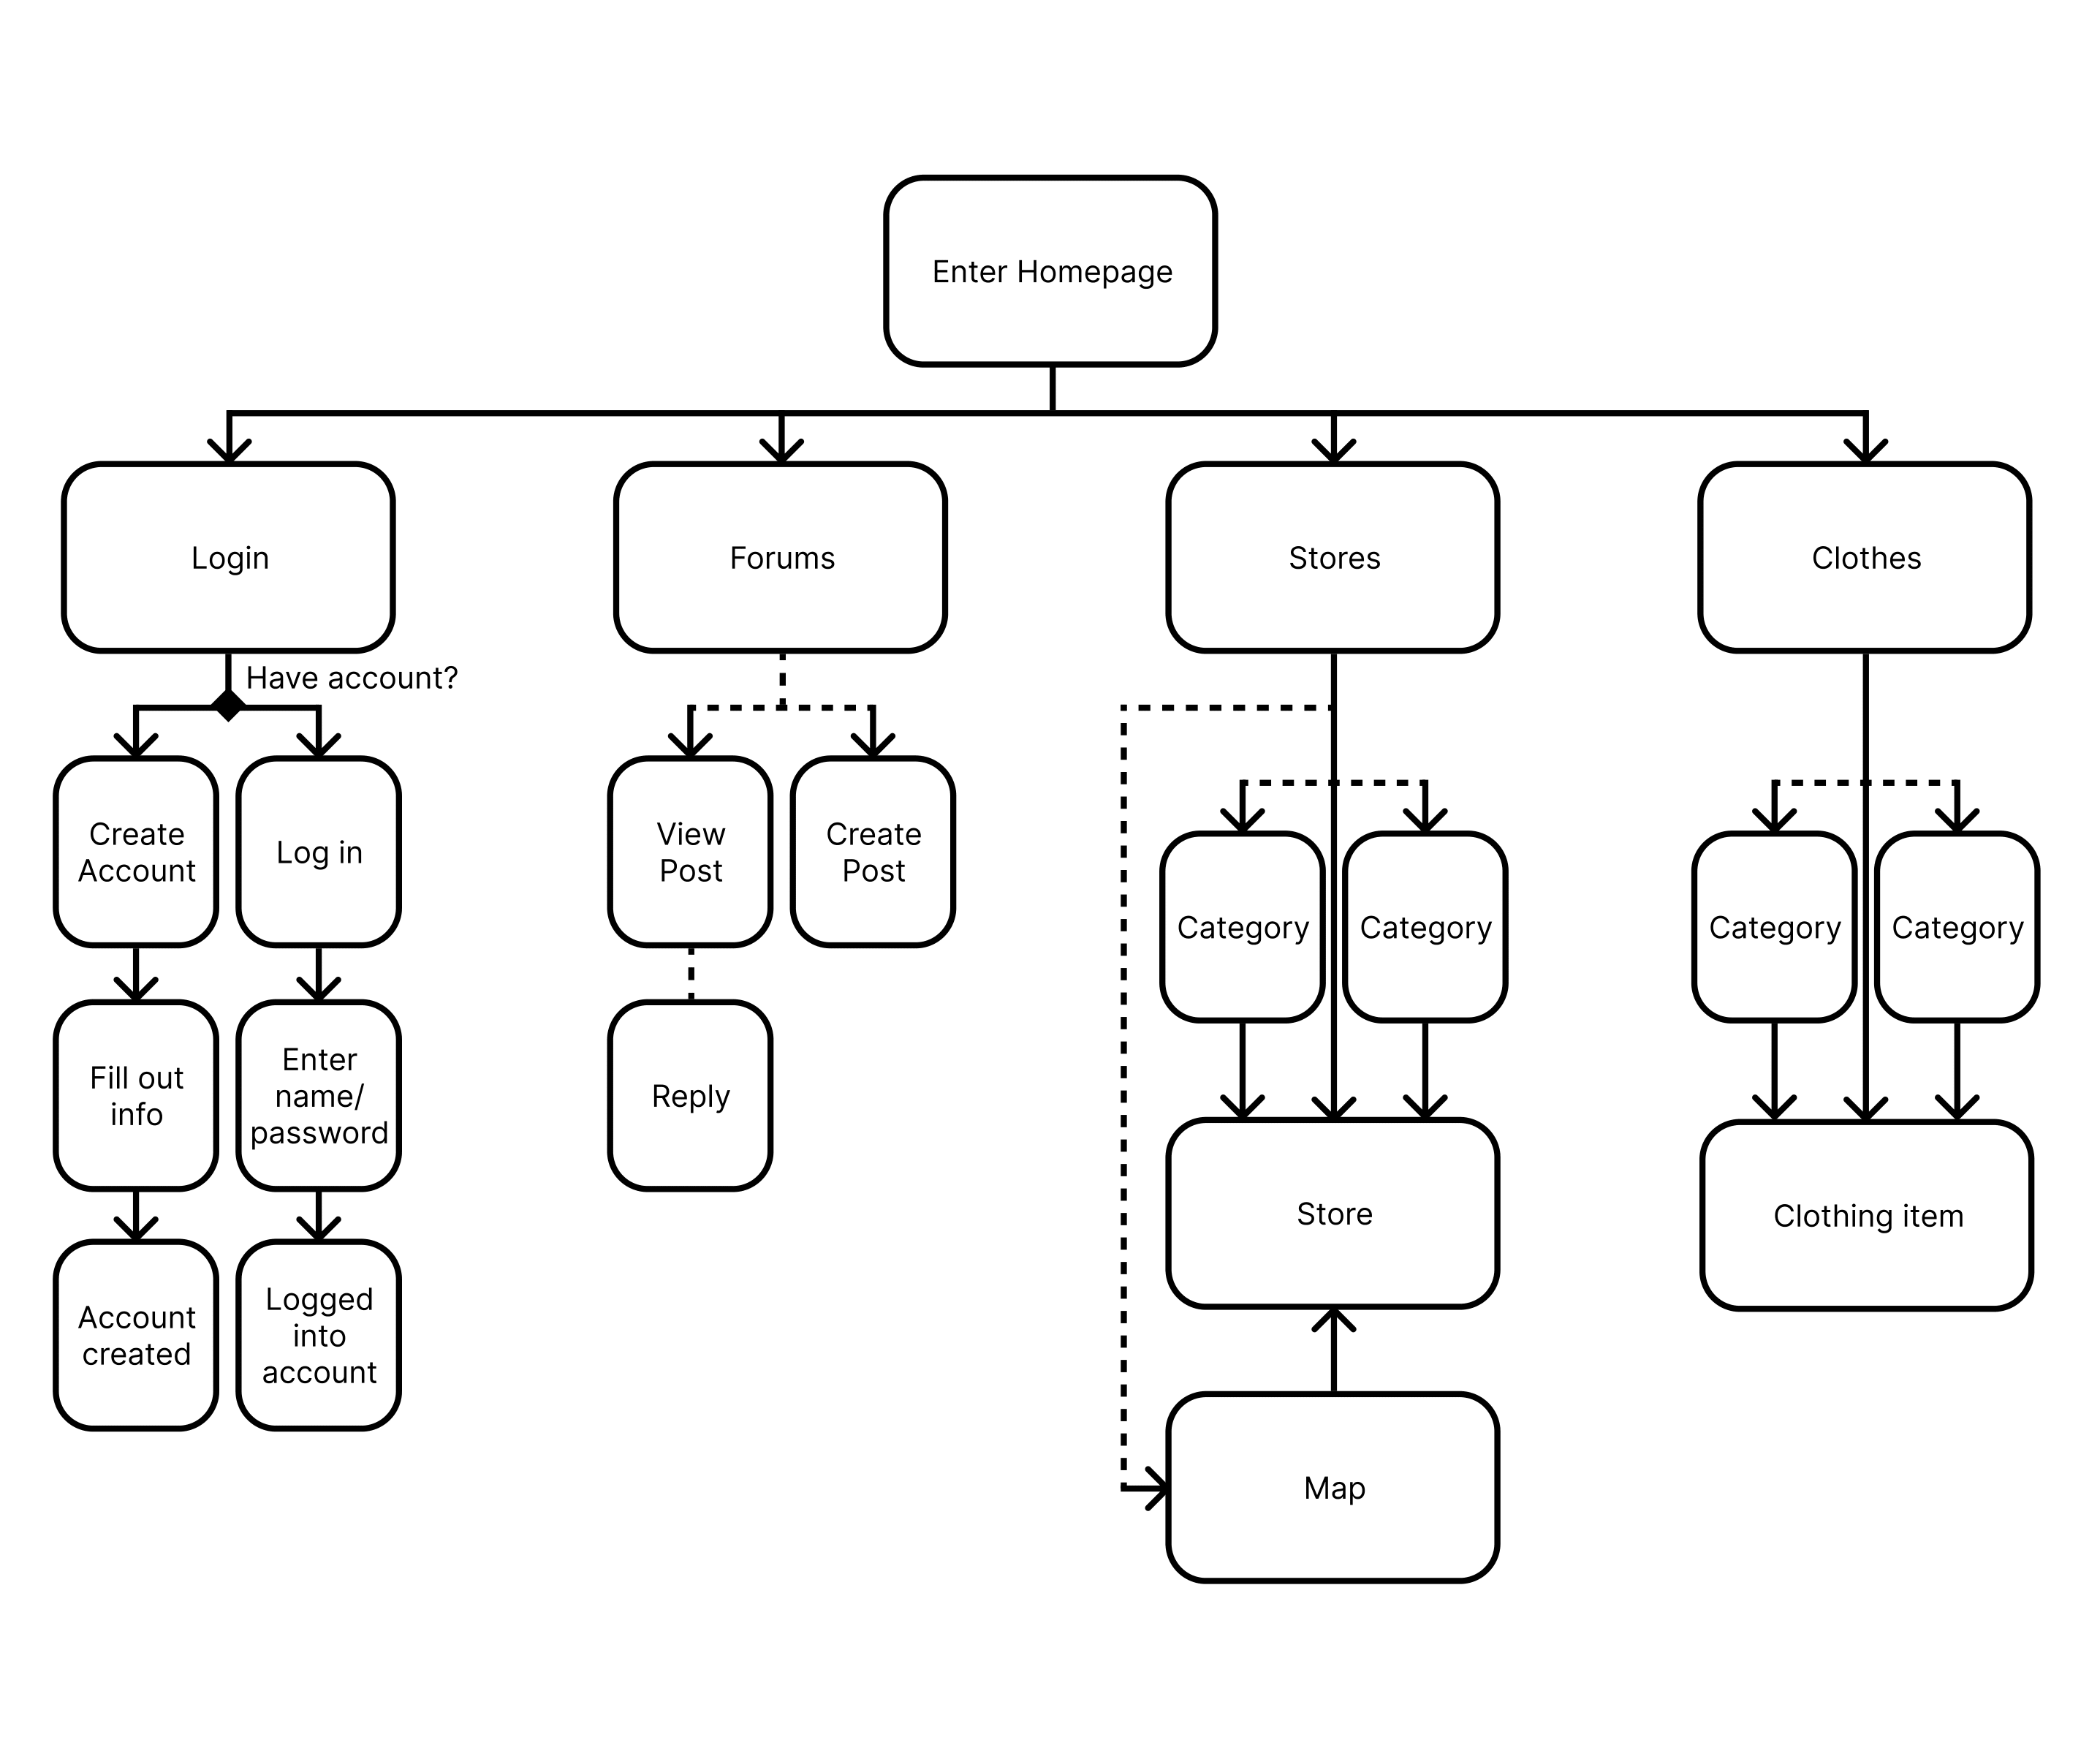 Enter Homepage
Login
Forums
Stores
Clothes
Have account?
Create
Account
Log in
View
Post
Create
Post
Category
Category
Category
Category
Fill out
info
Enter
name/
password
Reply
Store
Clothing item
Account
created
Logged
into
account
Map